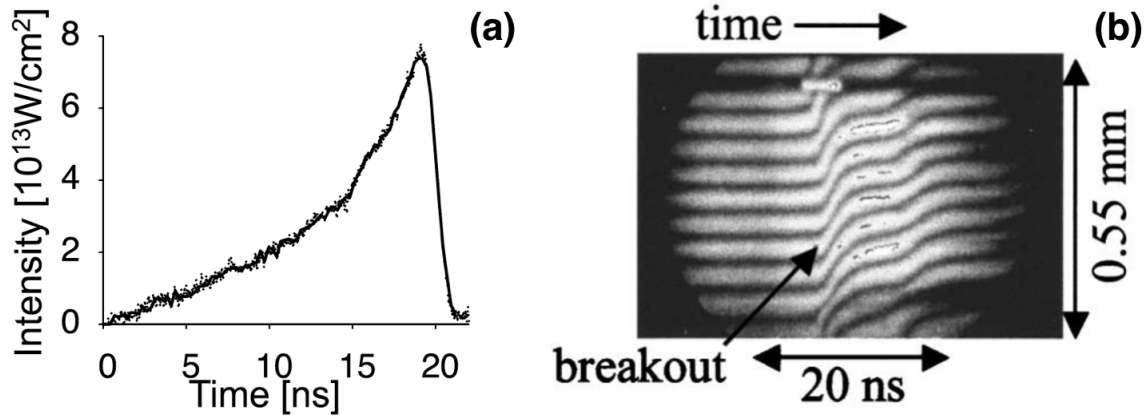 (a)
Intensity [10¹³W/cm²]
8
6
4
2
0
0 5 10 15 20
Time [ns]
(b)
time
0.55 mm
breakout
20 ns